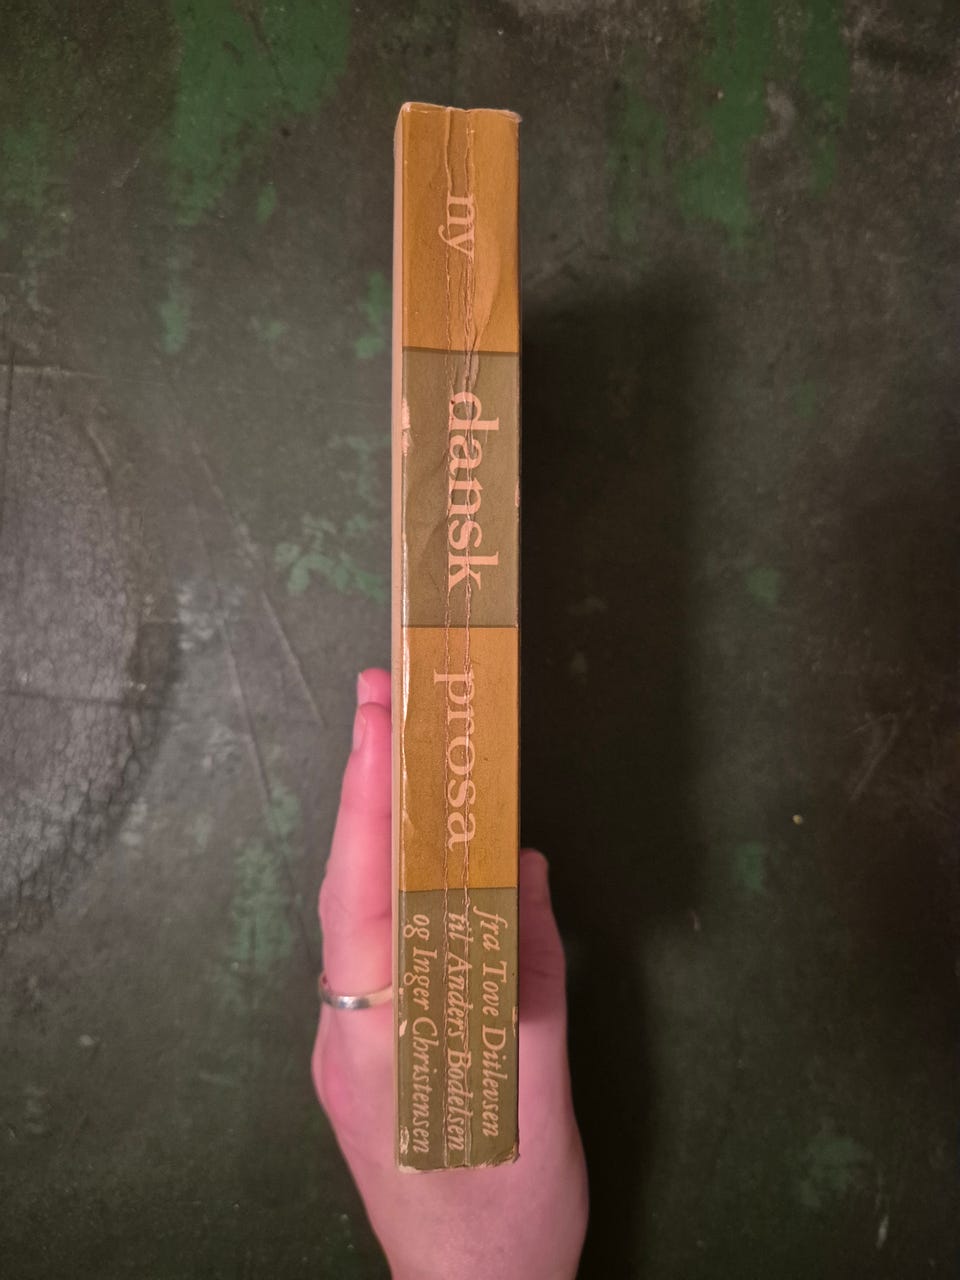 ny dansk prosa
fra Tove Ditlevsen
til Anders Bodelsen
og Inger Christensen